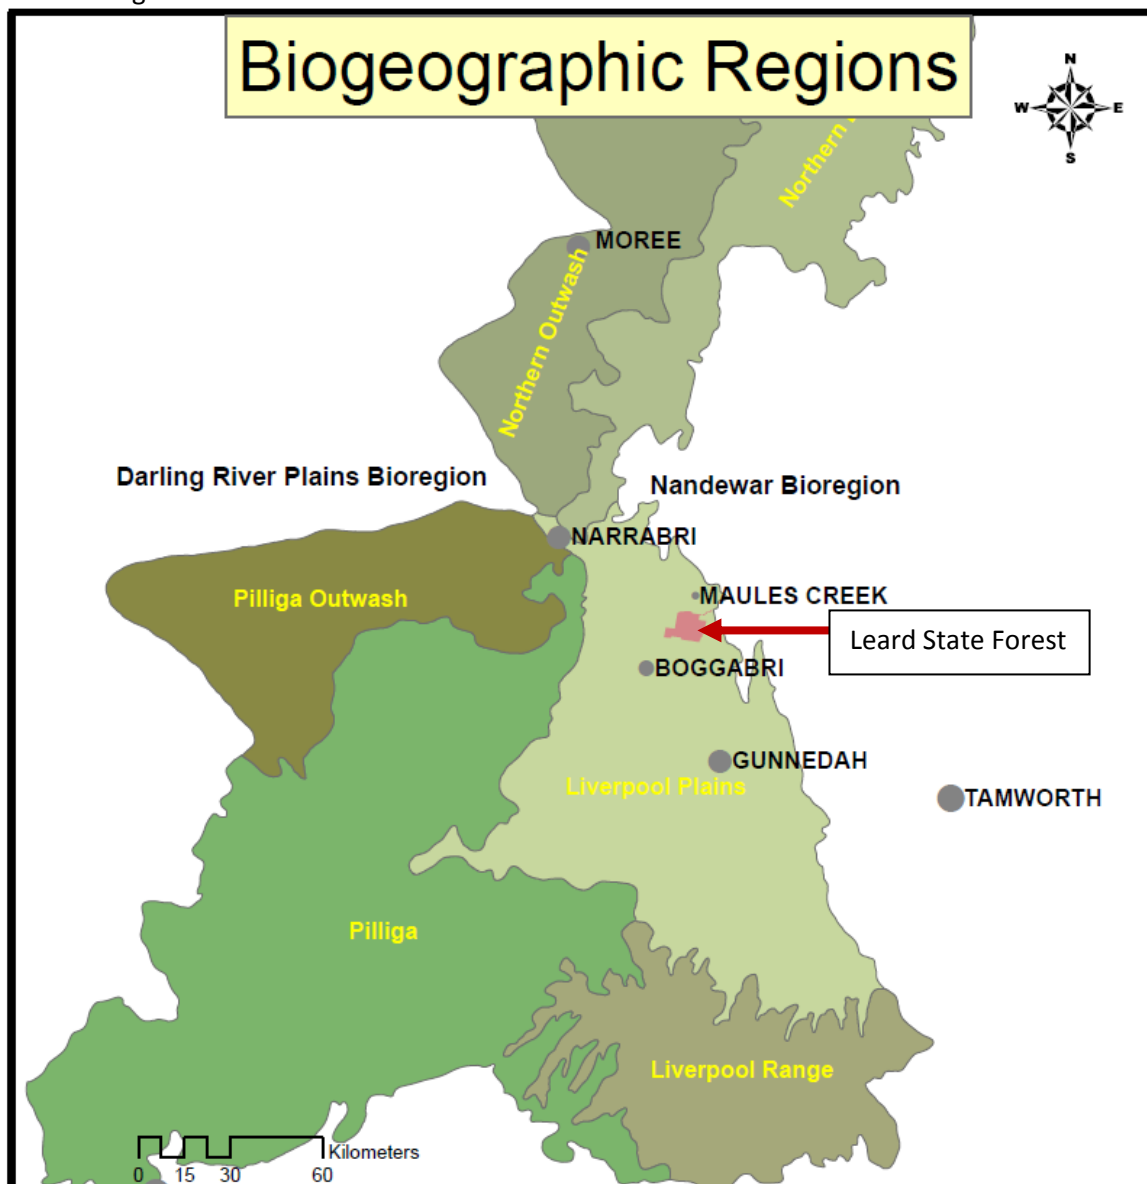 Biogeographic Regions
N
W
E
S
Northern
MOREE
Northern Outwash
Darling River Plains Bioregion
Nandewar Bioregion
NARRABRI
Pilliga Outwash
MAULES CREEK
Leard State Forest
BOGGABRI
GUNNEDAH
Liverpool Plains
TAMWORTH
Pilliga
Liverpool Range
Kilometers
0 15 30 60